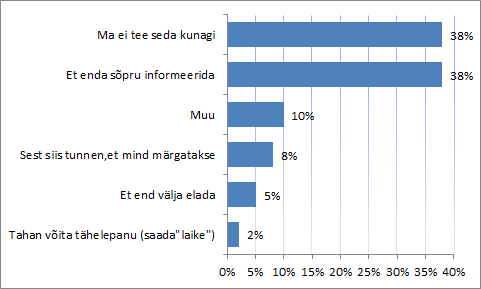 Ma ei tee seda kunagi 38%
Et enda sõpru informeerida 38%
Muu 10%
Sest siis tunnen,et mind märgatakse 8%
Et end välja elada 5%
Tahan võita tähelepanu (saada"laike") 2%
0% 5% 10% 15% 20% 25% 30% 35% 40%